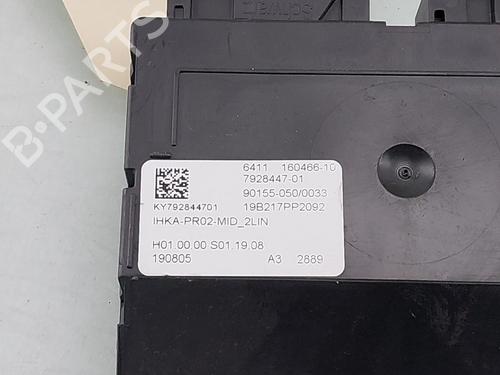 B-PARTS
6411 160466-10
7928447-01
90155-050/0033
KY792844701 19B217PP2092
IHKA-PR02-MID_2LIN
H01.00.00 S01.19.08
190805 A3 2889